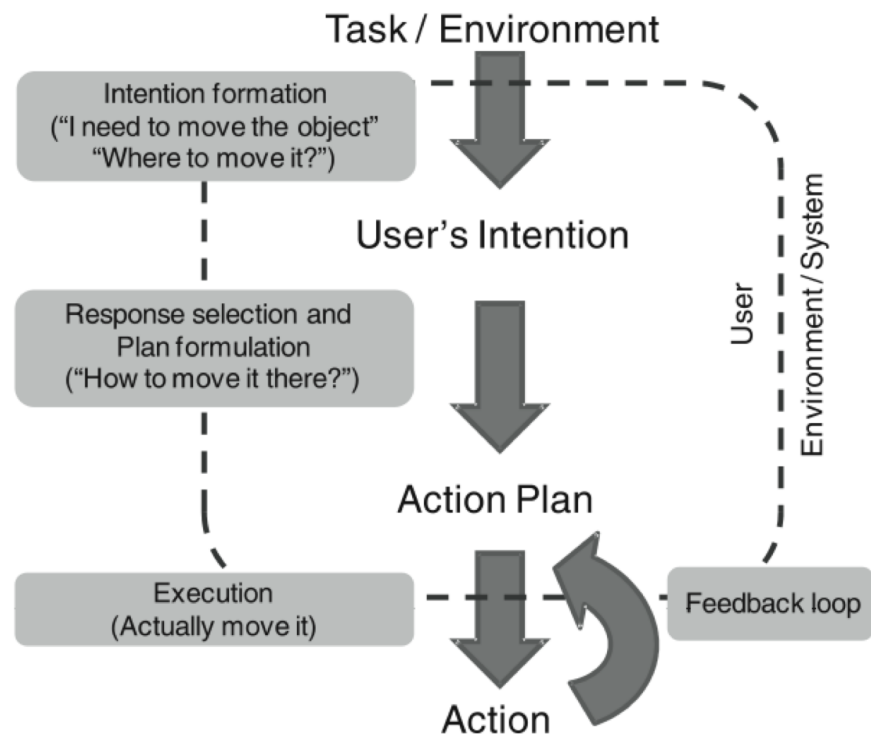 Task / Environment
Intention formation
(“I need to move the object”
“Where to move it?”)
User’s Intention
Response selection and
Plan formulation
(“How to move it there?”)
User
Environment/System
Action Plan
Execution
(Actually move it)
Feedback loop
Action